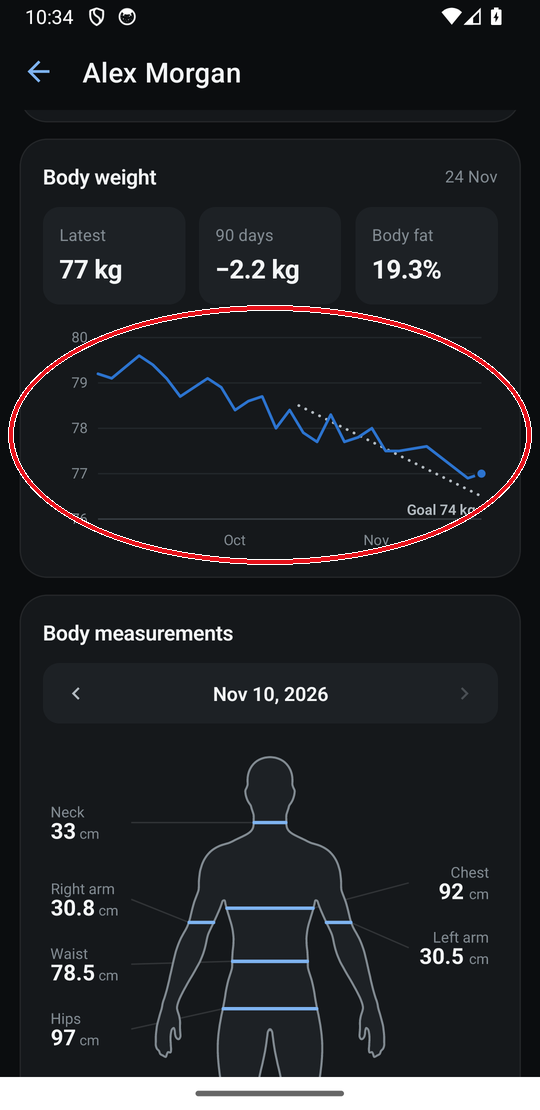 10:34
Alex Morgan
Body weight
24 Nov
Latest
77 kg
90 days
−2.2 kg
Body fat
19.3%
80
79
78
77
76
Goal 74 kg
Oct
Nov
Body measurements
Nov 10, 2026
Neck
33 cm
Chest
92 cm
Right arm
30.8 cm
Left arm
30.5 cm
Waist
78.5 cm
Hips
97 cm